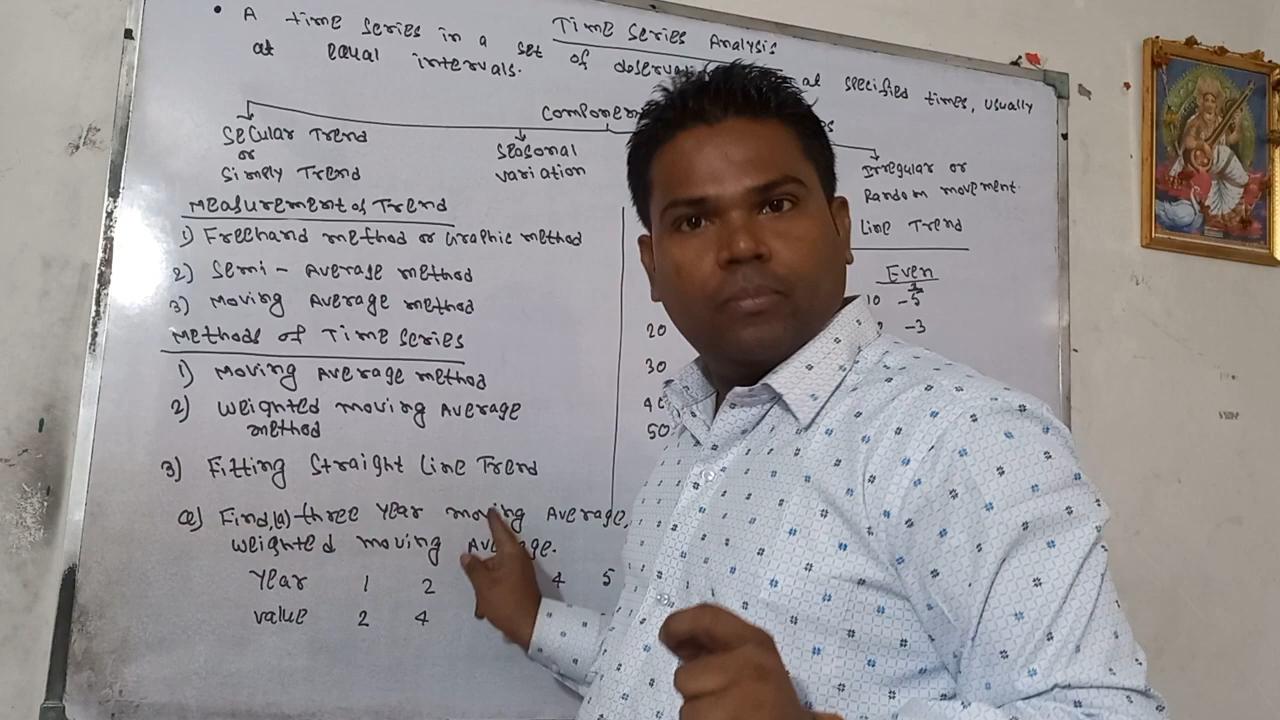 Time Series Analysis
• A time series in a set of observati at specified times, usually
at equal intervals.
Componen
Secular Trend
or
Simply Trend
Seasonal
variation
Irregular or
Random movement.
Measurement of Trend
1) Freehand method or Graphic method
2) Semi - Average method
3) Moving Average method
Methods of Time Series
1) Moving Average method
2) Weighted moving Average
method
3) Fitting Straight Line Trend
Q) Find,(a) three year moving Average,
weighted moving Average.
Year 1 2 4 5
value 2 4
Line Trend
Even
10 -5
20 -3
30
50